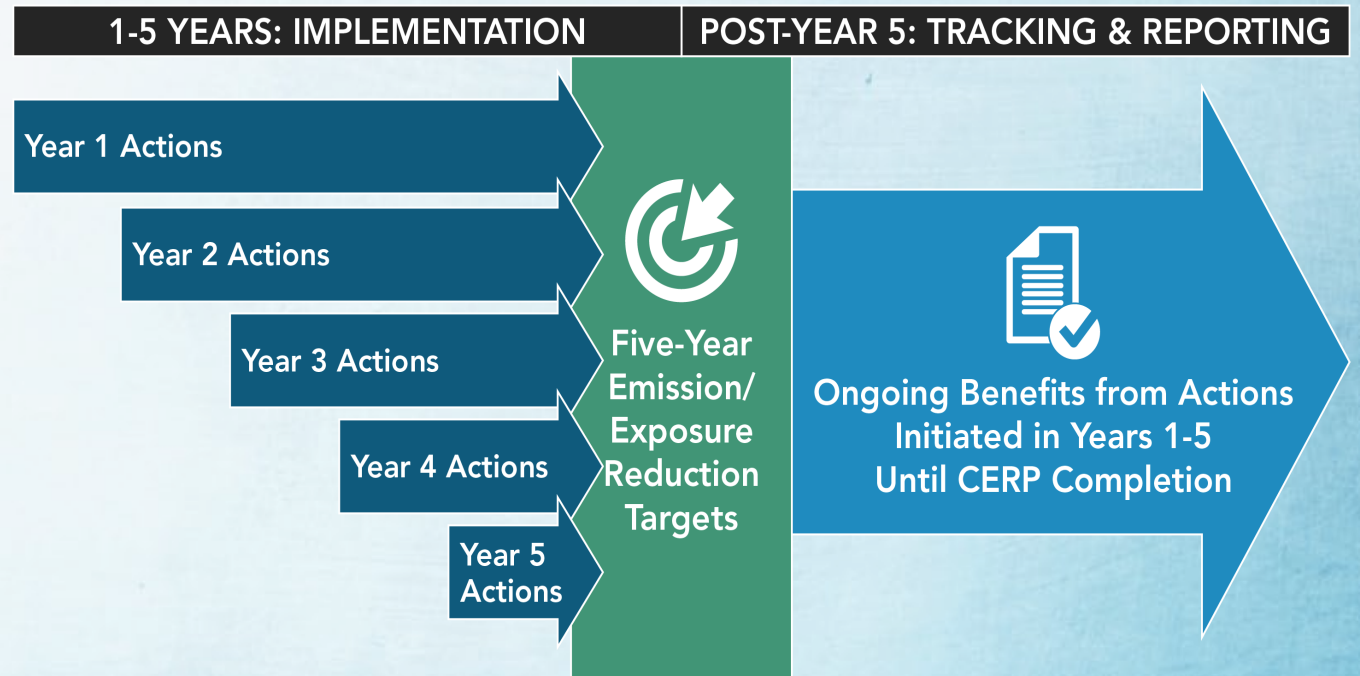 1-5 YEARS: IMPLEMENTATION
POST-YEAR 5: TRACKING & REPORTING
Year 1 Actions
Year 2 Actions
Year 3 Actions
Year 4 Actions
Year 5
Actions
Five-Year
Emission/
Exposure
Reduction
Targets
Ongoing Benefits from Actions
Initiated in Years 1-5
Until CERP Completion